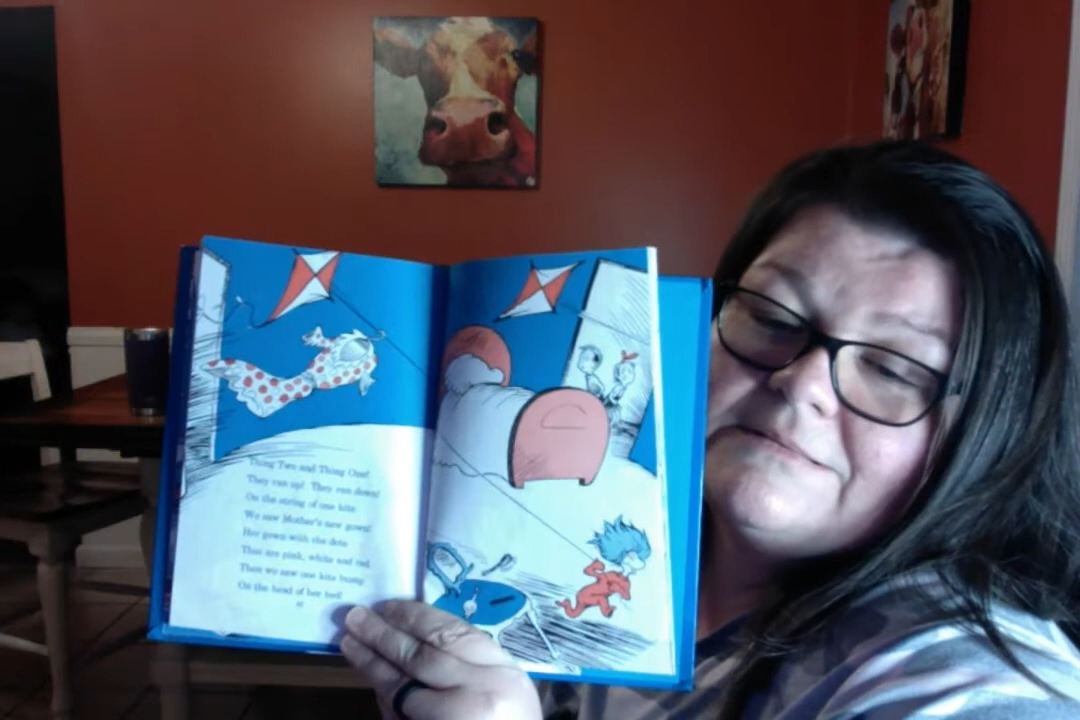 Thing Two and Thing One!
They ran up! They ran down!
On the string of one kite
We saw Mother's new gown!
Her gown with the dots
That are pink, white and red.
Then we saw one kite bump
On the head of her bed!